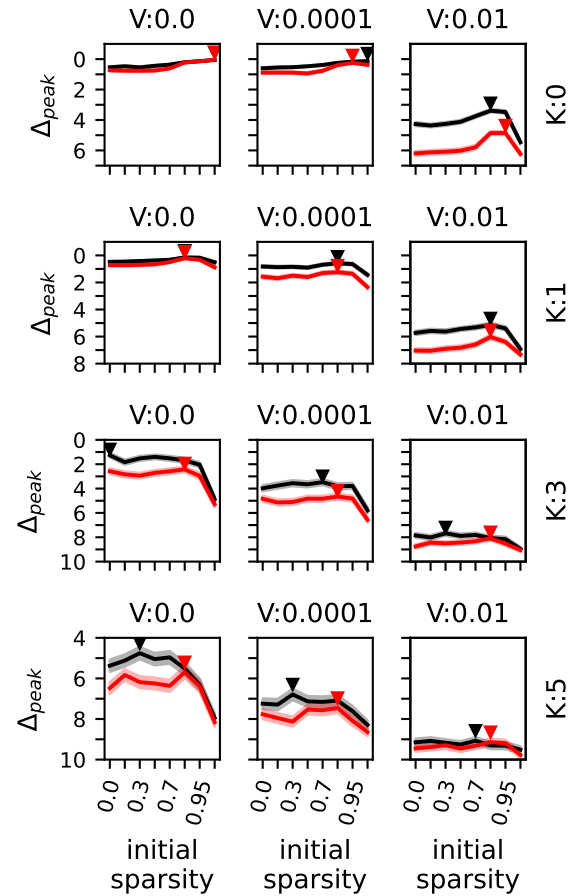 V:0.0 V:0.0001 V:0.01
Δpeak
0
2
4
6
K:0
V:0.0 V:0.0001 V:0.01
Δpeak
0
2
4
6
8
K:1
V:0.0 V:0.0001 V:0.01
Δpeak
0
2
4
6
8
10
K:3
V:0.0 V:0.0001 V:0.01
Δpeak
4
6
8
10
K:5
0.0 0.3 0.7 0.95 0.0 0.3 0.7 0.95 0.0 0.3 0.7 0.95
initial initial initial
sparsity sparsity sparsity